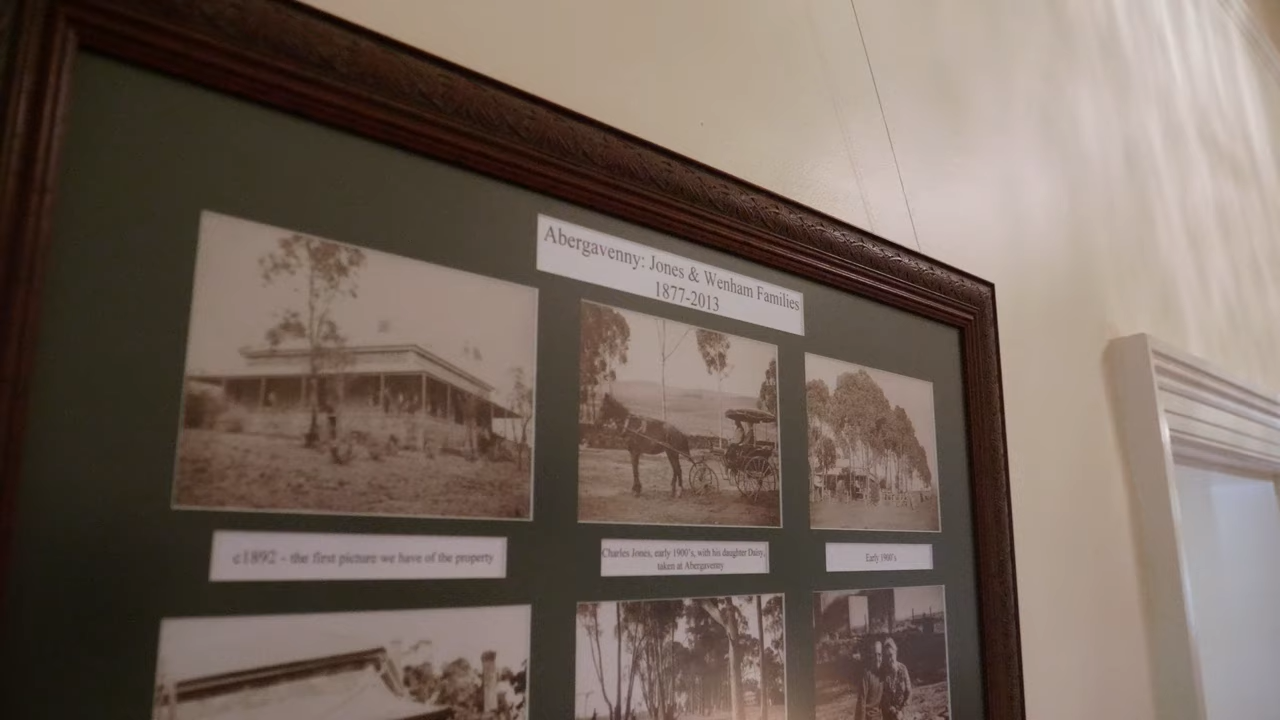 Abergavenny: Jones & Wenham Families
1877-2013
c1892 - the first picture we have of the property
Charles Jones, early 1900's, with his daughter Daisy,
taken at Abergavenny
Early 1900's